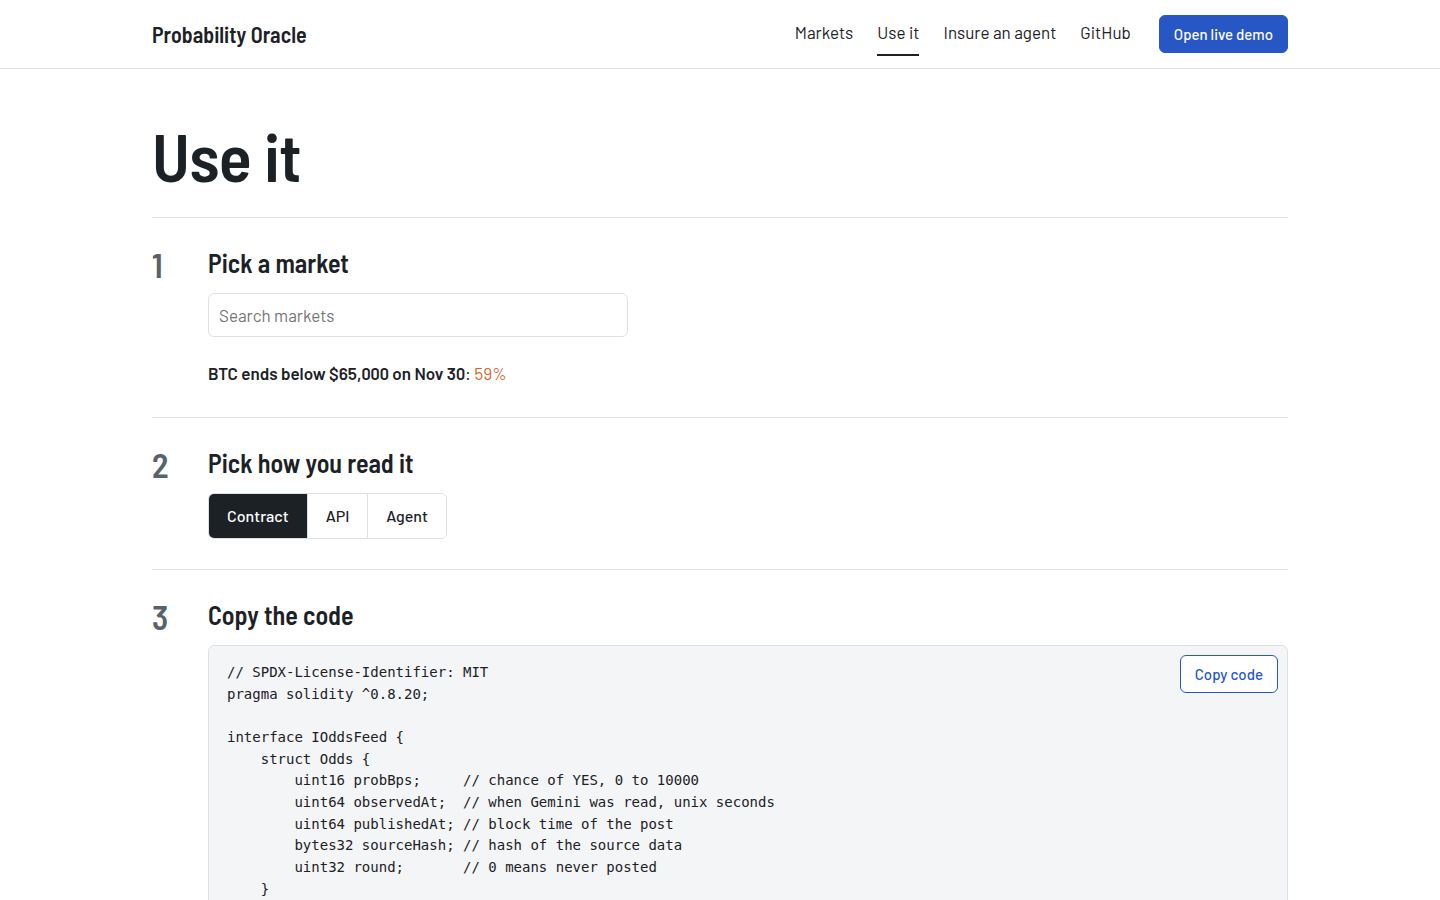 Probability Oracle
Markets
Use it
Insure an agent
GitHub
Open live demo
Use it
1
Pick a market
Search markets
BTC ends below $65,000 on Nov 30: 59%
2
Pick how you read it
Contract
API
Agent
3
Copy the code
Copy code
// SPDX-License-Identifier: MIT
pragma solidity ^0.8.20;
interface IOddsFeed {
    struct Odds {
        uint16 probBps;     // chance of YES, 0 to 10000
        uint64 observedAt;  // when Gemini was read, unix seconds
        uint64 publishedAt; // block time of the post
        bytes32 sourceHash; // hash of the source data
        uint32 round;       // 0 means never posted
    }